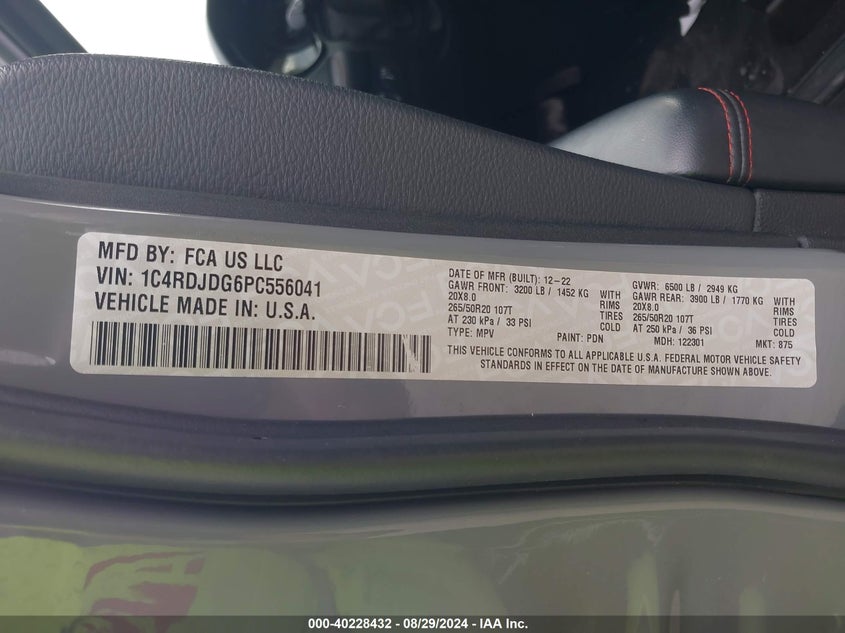 MFD BY: FCA US LLC
VIN: 1C4RDJDG6PC556041
VEHICLE MADE IN: U.S.A.
DATE OF MFR (BUILT): 12-22 GVWR: 6500 LB / 2949 KG
GAWR FRONT: 3200 LB / 1452 KG WITH GAWR REAR: 3900 LB / 1770 KG WITH
20X8.0 RIMS 20X8.0 RIMS
265/50R20 107T TIRES 265/50R20 107T TIRES
AT 230 kPa / 33 PSI COLD AT 250 kPa / 36 PSI COLD
TYPE: MPV PAINT: PDN MDH: 122301 MKT: 875
THIS VEHICLE CONFORMS TO ALL APPLICABLE U.S.A. FEDERAL MOTOR VEHICLE SAFETY
STANDARDS IN EFFECT ON THE DATE OF MANUFACTURE SHOWN ABOVE.
000-40228432 - 08/29/2024 - IAA Inc.